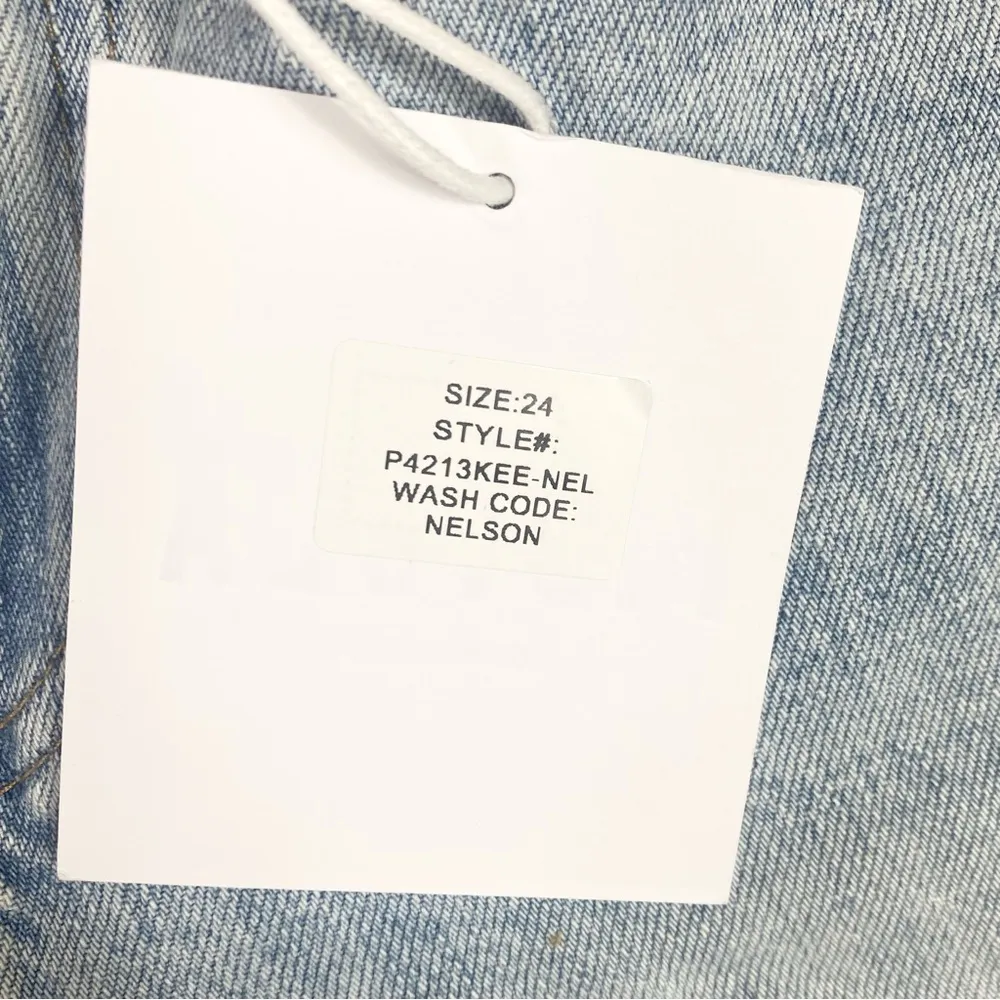 SIZE:24
STYLE#:
P4213KEE-NEL
WASH CODE:
NELSON